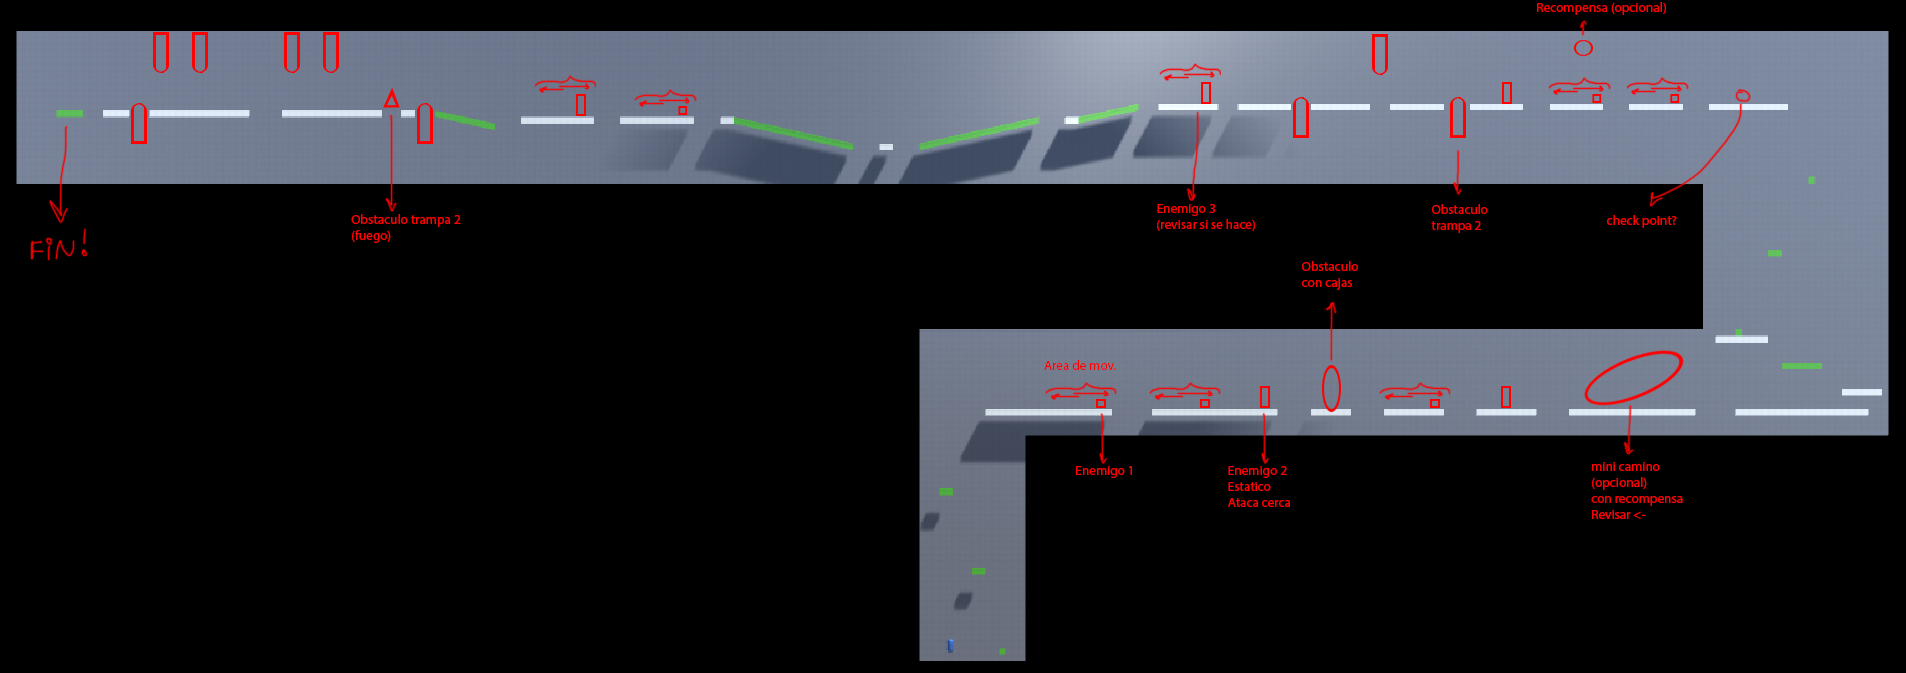 Recompensa (opcional)
Obstaculo trampa 2
(fuego)
FiN!
Enemigo 3
(revisar si se hace)
Obstaculo
trampa 2
check point?
Obstaculo
con cajas
Area de mov.
Enemigo 1
Enemigo 2
Estatico
Ataca cerca
mini camino
(opcional)
con recompensa
Revisar <-